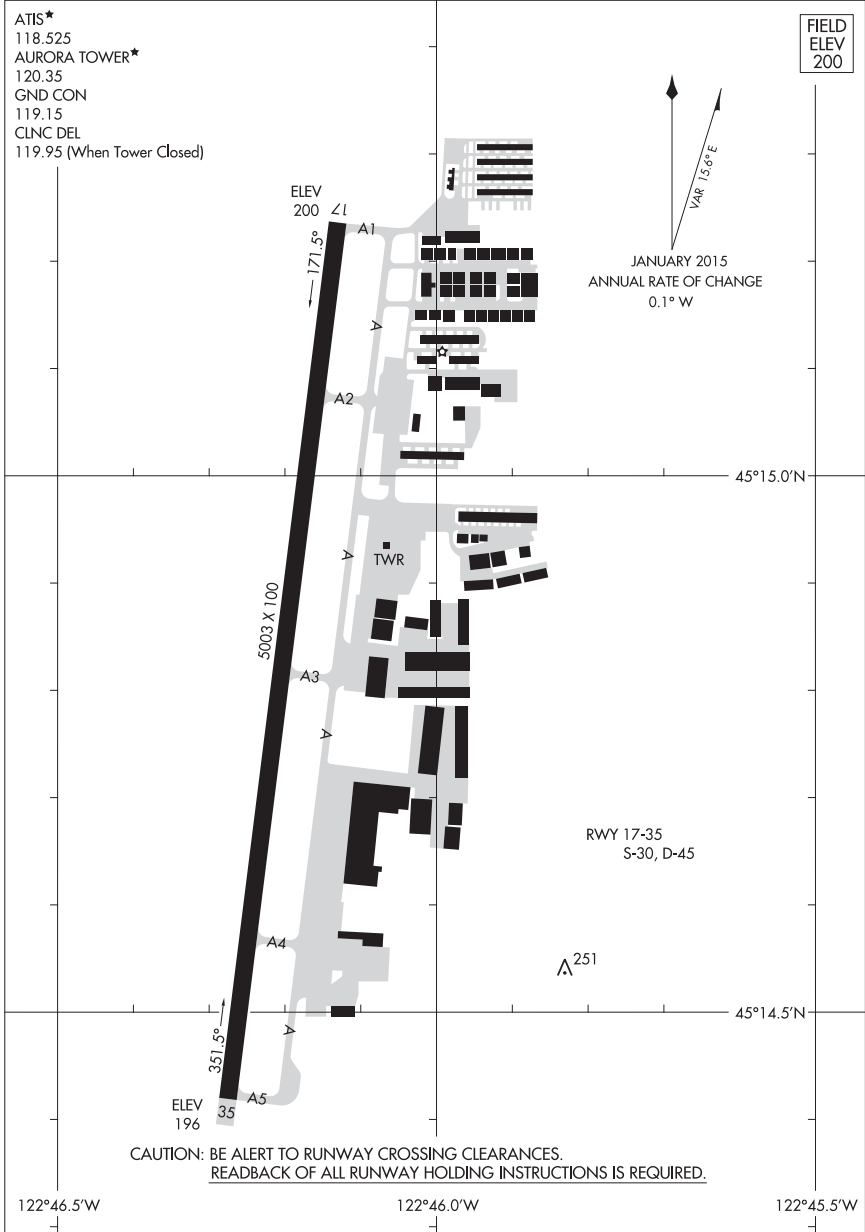 ATIS★
118.525
AURORA TOWER★
120.35
GND CON
119.15
CLNC DEL
119.95 (When Tower Closed)
FIELD
ELEV
200
VAR 15.6° E
JANUARY 2015
ANNUAL RATE OF CHANGE
0.1° W
ELEV
200
17
A1
171.5°
A
A2
45°15.0'N
A
TWR
5003 X 100
A3
A
RWY 17-35
S-30, D-45
A4
251
45°14.5'N
351.5°
A
ELEV
196
35
A5
CAUTION: BE ALERT TO RUNWAY CROSSING CLEARANCES.
READBACK OF ALL RUNWAY HOLDING INSTRUCTIONS IS REQUIRED.
122°46.5'W
122°46.0'W
122°45.5'W